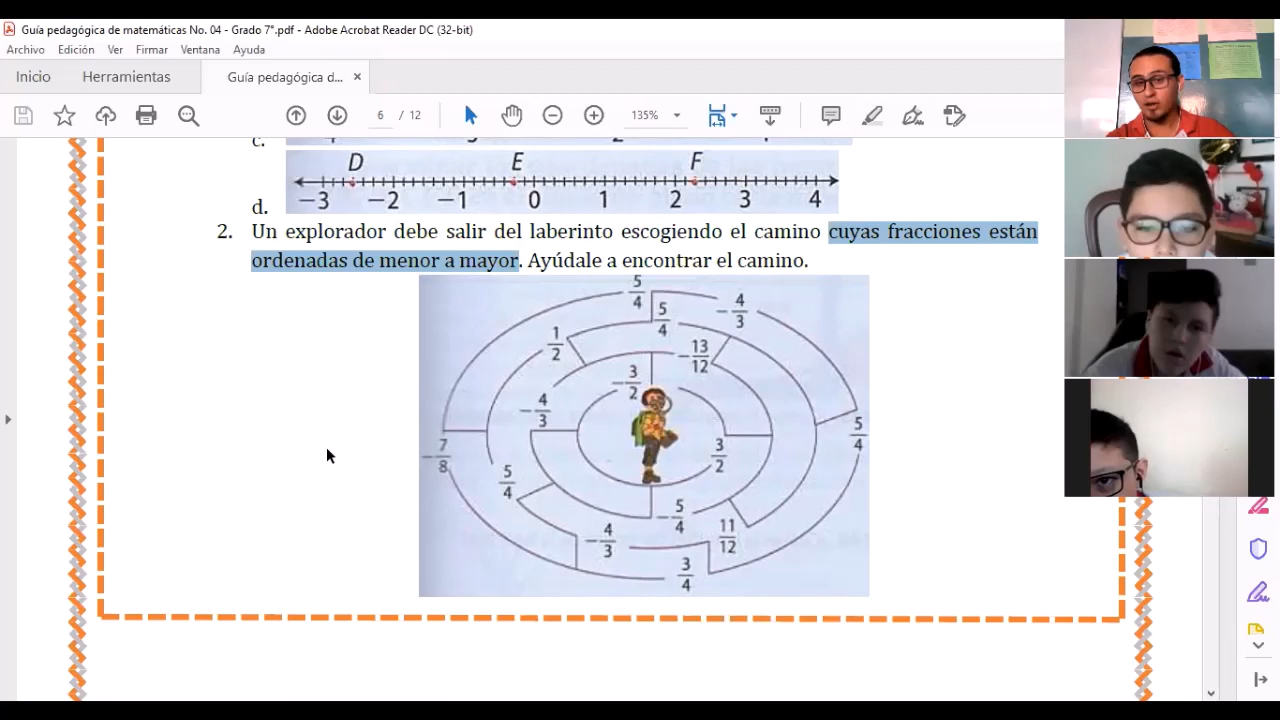 Guía pedagógica de matemáticas No. 04 - Grado 7°.pdf - Adobe Acrobat Reader DC (32-bit)
Archivo Edición Ver Firmar Ventana Ayuda
Inicio Herramientas Guía pedagógica d... ×
6 / 12 135%
c.
D E F
−3 −2 −1 0 1 2 3 4
d.
2. Un explorador debe salir del laberinto escogiendo el camino cuyas fracciones están
ordenadas de menor a mayor. Ayúdale a encontrar el camino.
5/4
−4/3
5/4
1/2
−13/12
−3/2
−4/3
5/4
3/2
−7/8
5/4
−5/4
11/12
−4/3
3/4